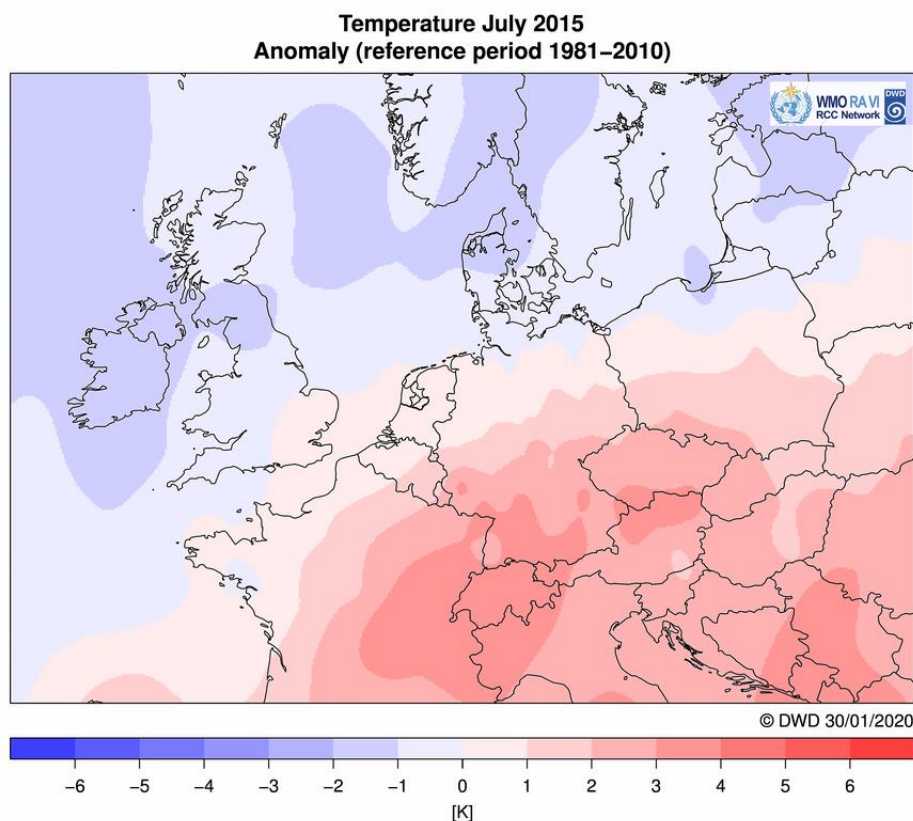 Temperature July 2015
Anomaly (reference period 1981−2010)
WMO RA VI
RCC Network
DWD
© DWD 30/01/2020
−6 −5 −4 −3 −2 −1 0 1 2 3 4 5 6
[K]